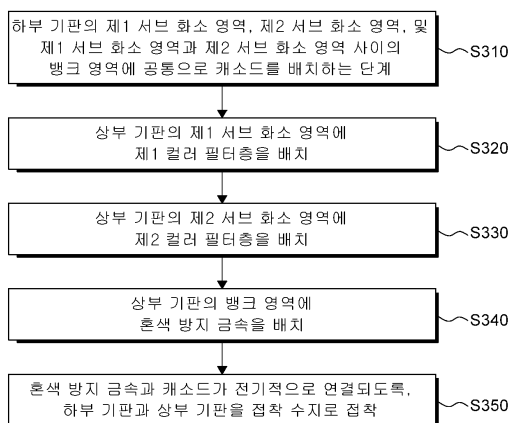 하부 기판의 제1 서브 화소 영역, 제2 서브 화소 영역, 및
제1 서브 화소 영역과 제2 서브 화소 영역 사이의
뱅크 영역에 공통으로 캐소드를 배치하는 단계
S310
상부 기판의 제1 서브 화소 영역에
제1 컬러 필터층을 배치
S320
상부 기판의 제2 서브 화소 영역에
제2 컬러 필터층을 배치
S330
상부 기판의 뱅크 영역에
혼색 방지 금속을 배치
S340
혼색 방지 금속과 캐소드가 전기적으로 연결되도록,
하부 기판과 상부 기판을 접착 수지로 접착
S350